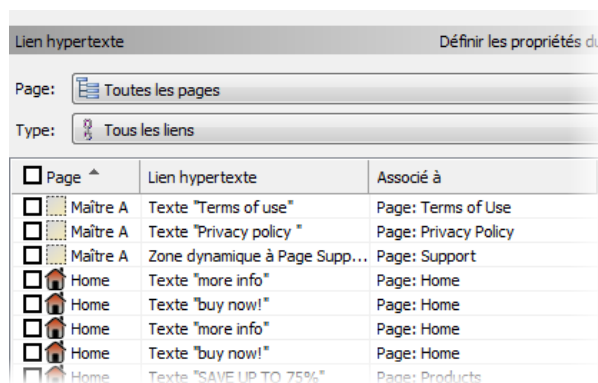 Lien hypertexte Définir les propriétés du
Page: Toutes les pages
Type: Tous les liens
Page Lien hypertexte Associé à
Maître A Texte "Terms of use" Page: Terms of Use
Maître A Texte "Privacy policy " Page: Privacy Policy
Maître A Zone dynamique à Page Supp... Page: Support
Home Texte "more info" Page: Home
Home Texte "buy now!" Page: Home
Home Texte "more info" Page: Home
Home Texte "buy now!" Page: Home
Home Texte "SAVE UP TO 75%" Page: Products